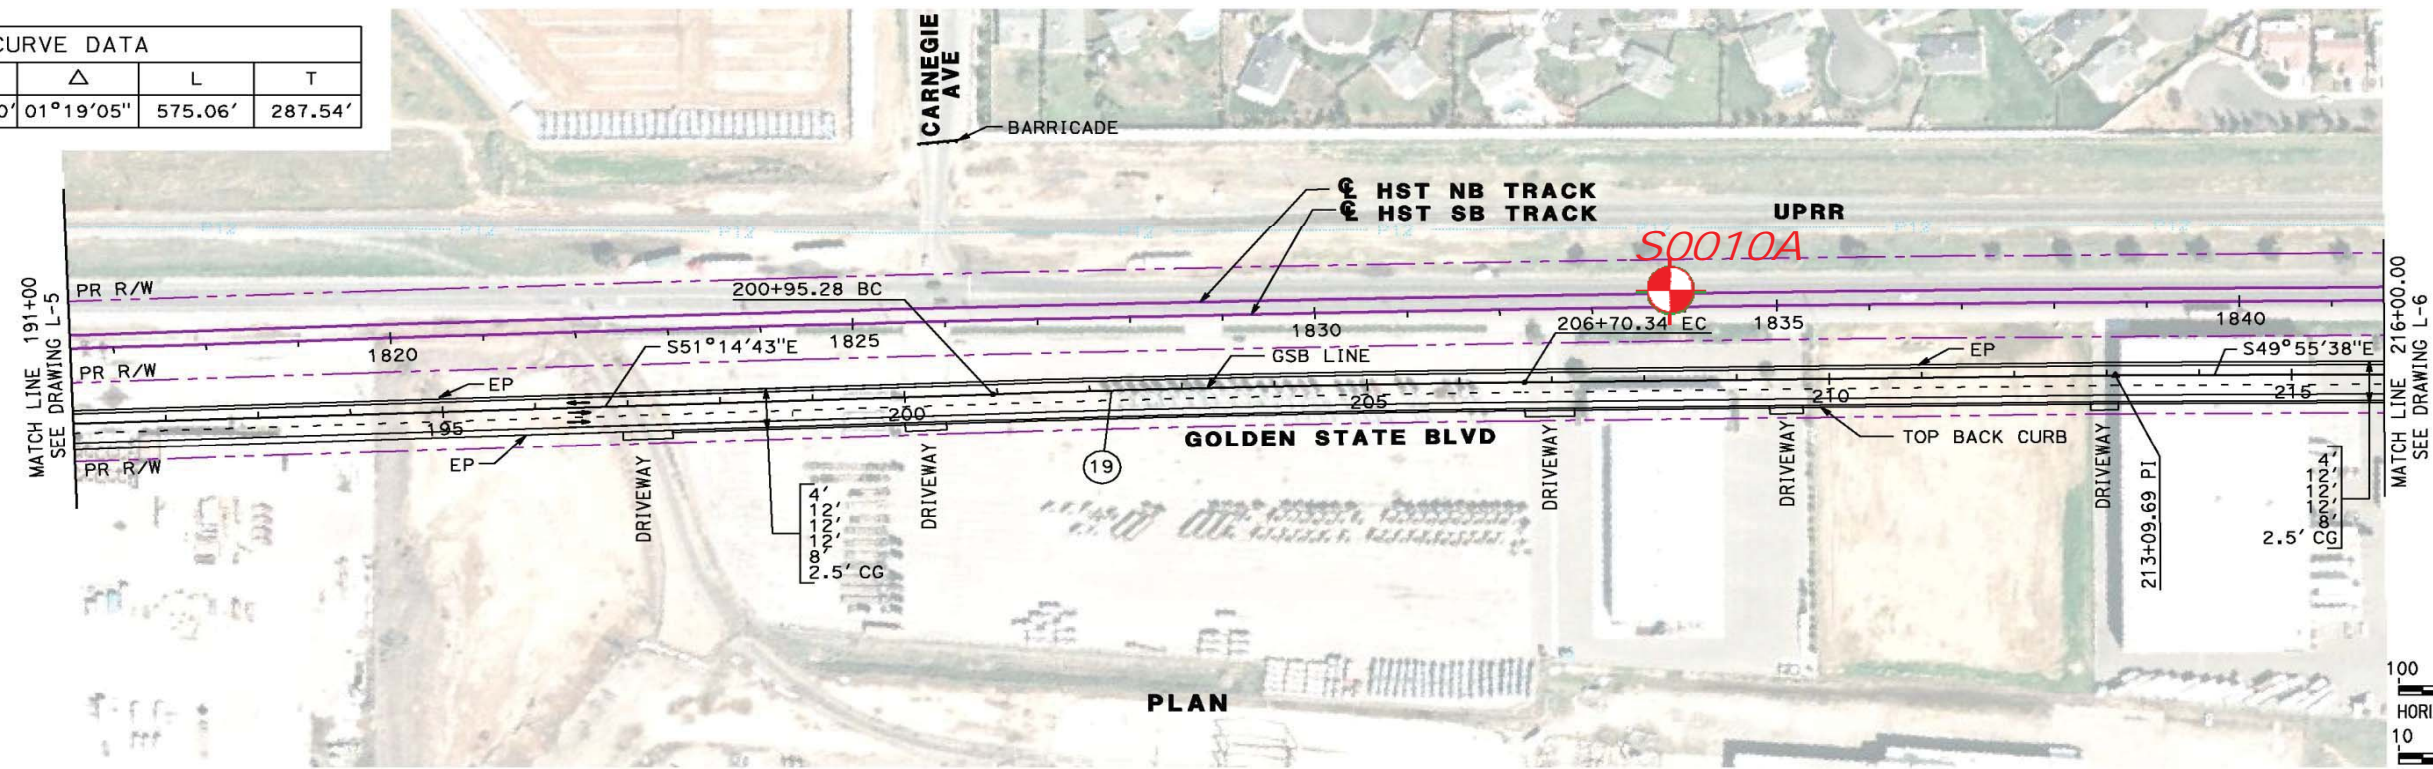 CURVE DATA
△ L T
0' 01°19'05" 575.06' 287.54'
CARNEGIE
AVE
BARRICADE
℄ HST NB TRACK
℄ HST SB TRACK
UPRR
S0010A
MATCH LINE 191+00
SEE DRAWING L-5
PR R/W
PR R/W
PR R/W
200+95.28 BC
1820
1825
1830
1835
1840
S51°14'43"E
GSB LINE
206+70.34 EC
EP
EP
EP
S49°55'38"E
195
200
205
210
215
GOLDEN STATE BLVD
TOP BACK CURB
19
DRIVEWAY
DRIVEWAY
DRIVEWAY
DRIVEWAY
DRIVEWAY
4'
12'
12'
12'
8'
2.5' CG
213+09.69 PI
4'
12'
12'
12'
8'
2.5' CG
MATCH LINE 216+00.00
SEE DRAWING L-6
PLAN
100
HORI
10